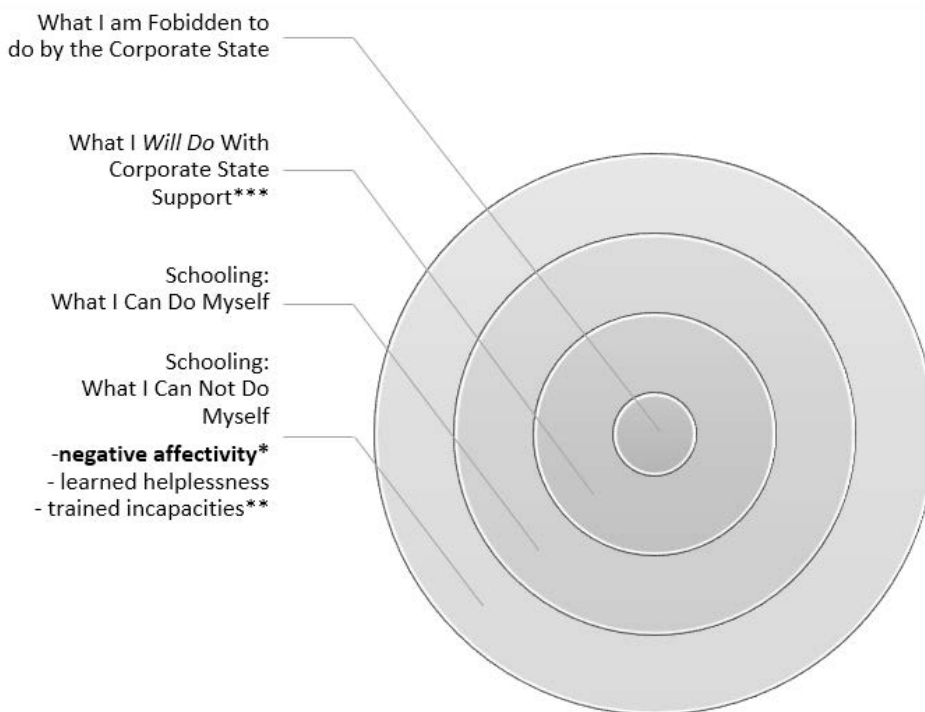 What I am Fobidden to
do by the Corporate State
What I Will Do With
Corporate State
Support***
Schooling:
What I Can Do Myself
Schooling:
What I Can Not Do
Myself
-negative affectivity*
- learned helplessness
- trained incapacities**